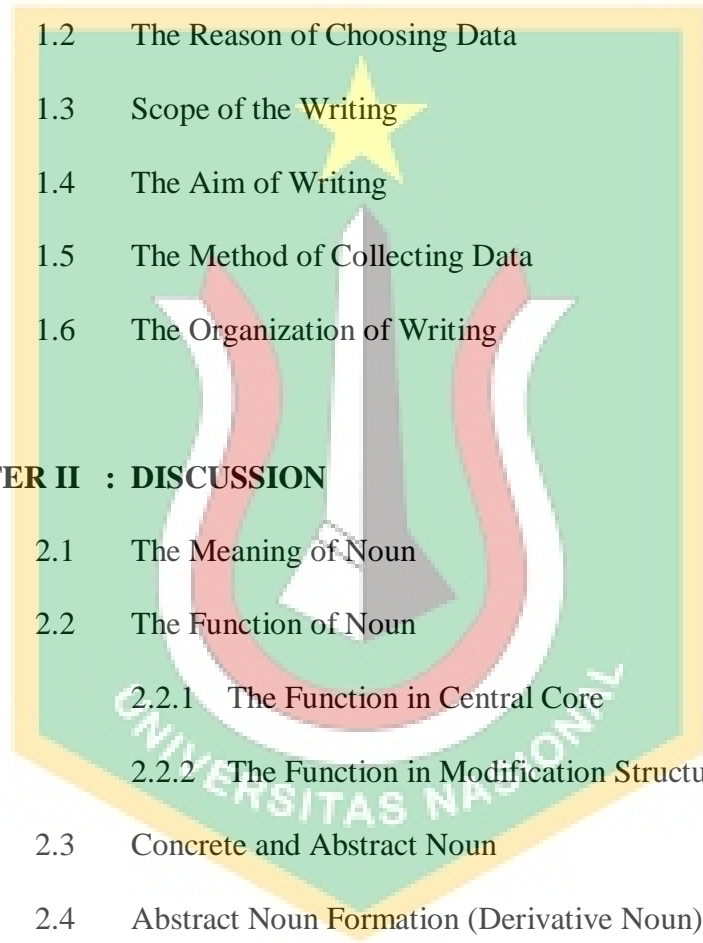 1.2 The Reason of Choosing Data
1.3 Scope of the Writing
1.4 The Aim of Writing
1.5 The Method of Collecting Data
1.6 The Organization of Writing
TER II : DISCUSSION
2.1 The Meaning of Noun
2.2 The Function of Noun
2.2.1 The Function in Central Core
2.2.2 The Function in Modification Structu
UNIVERSITAS NASIONAL
2.3 Concrete and Abstract Noun
2.4 Abstract Noun Formation (Derivative Noun)